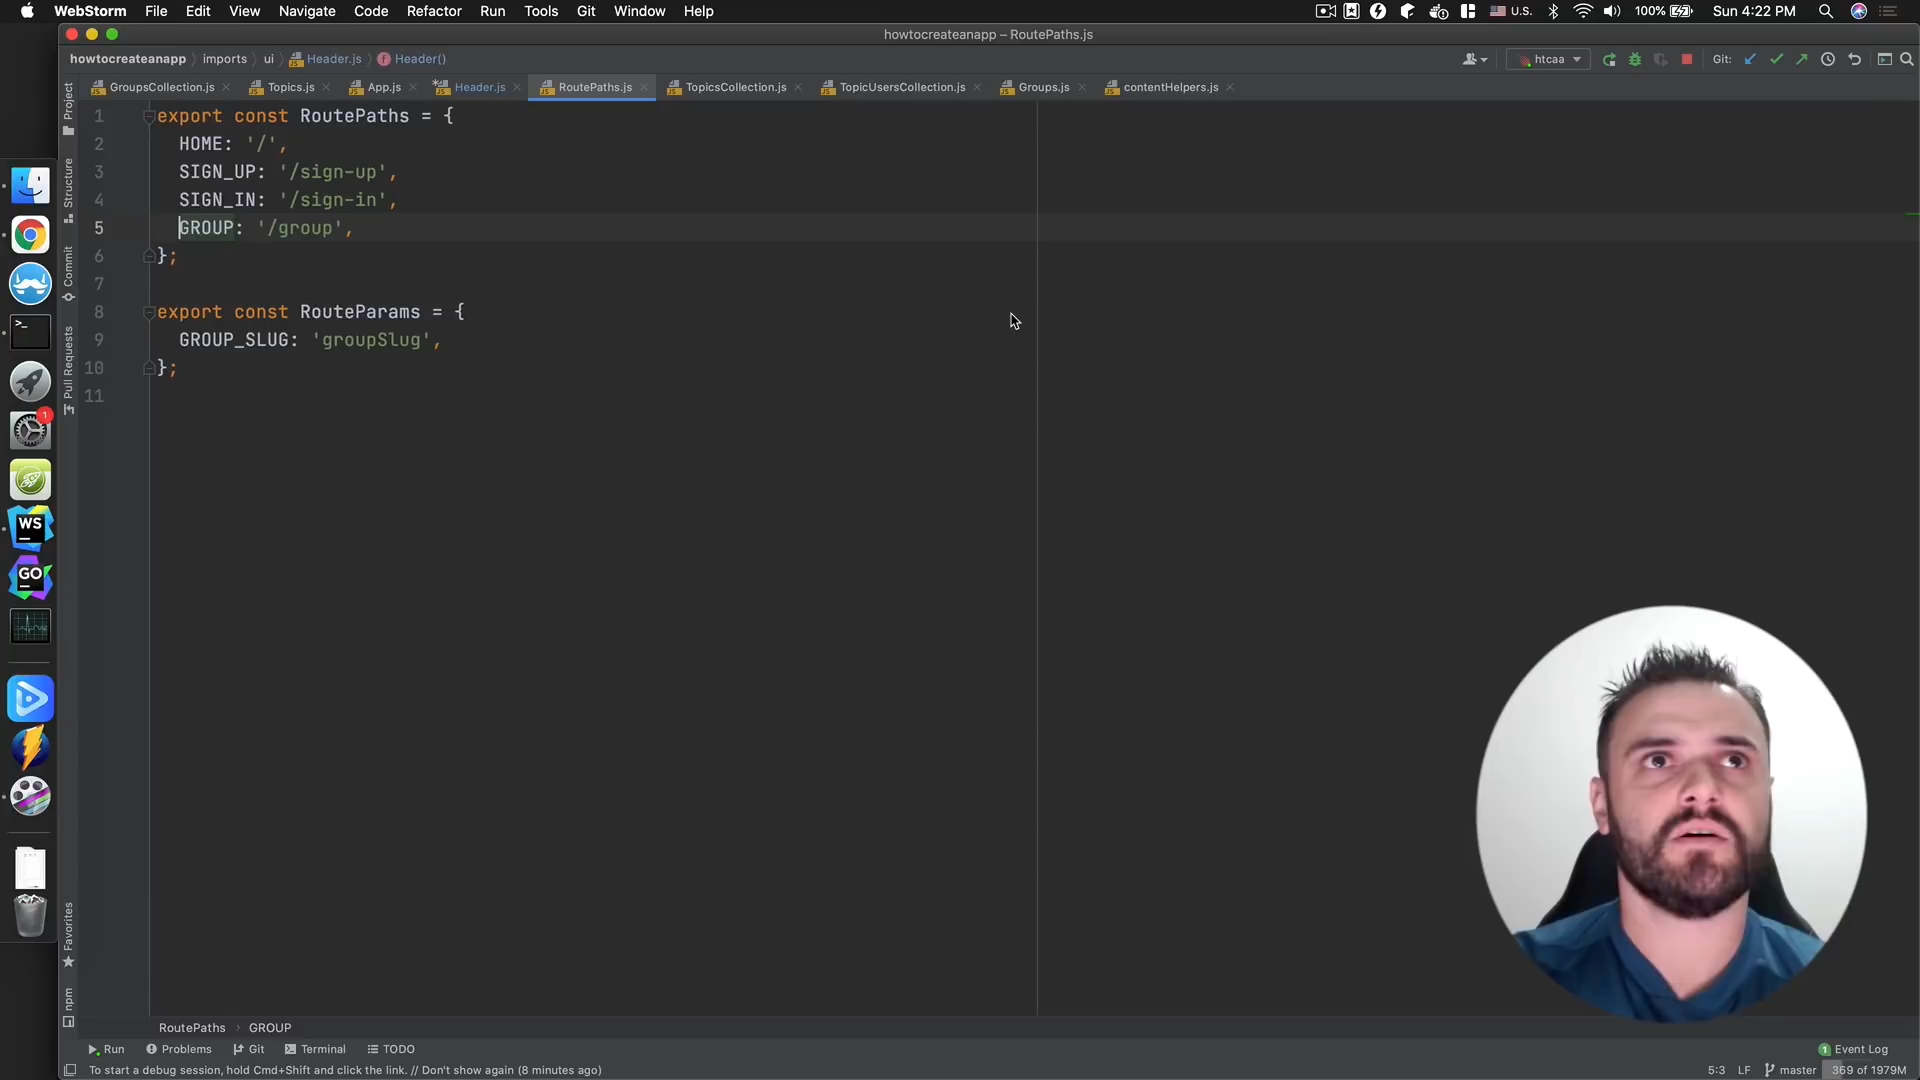 WebStorm File Edit View Navigate Code Refactor Run Tools Git Window Help U.S. 100% Sun 4:22 PM
howtocreateanapp – RoutePaths.js
howtocreateanapp imports ui Header.js Header() htcaa Git:
GroupsCollection.js Topics.js App.js Header.js RoutePaths.js TopicsCollection.js TopicUsersCollection.js Groups.js contentHelpers.js
Project
Structure
Commit
Pull Requests
Favorites
npm
1 export const RoutePaths = {
2 HOME: '/',
3 SIGN_UP: '/sign-up',
4 SIGN_IN: '/sign-in',
5 GROUP: '/group',
6 };
7
8 export const RouteParams = {
9 GROUP_SLUG: 'groupSlug',
10 };
11
1
WS
GO
RoutePaths GROUP
Run Problems Git Terminal TODO 1 Event Log
To start a debug session, hold Cmd+Shift and click the link. // Don't show again (8 minutes ago) 5:3 LF master 369 of 1979M